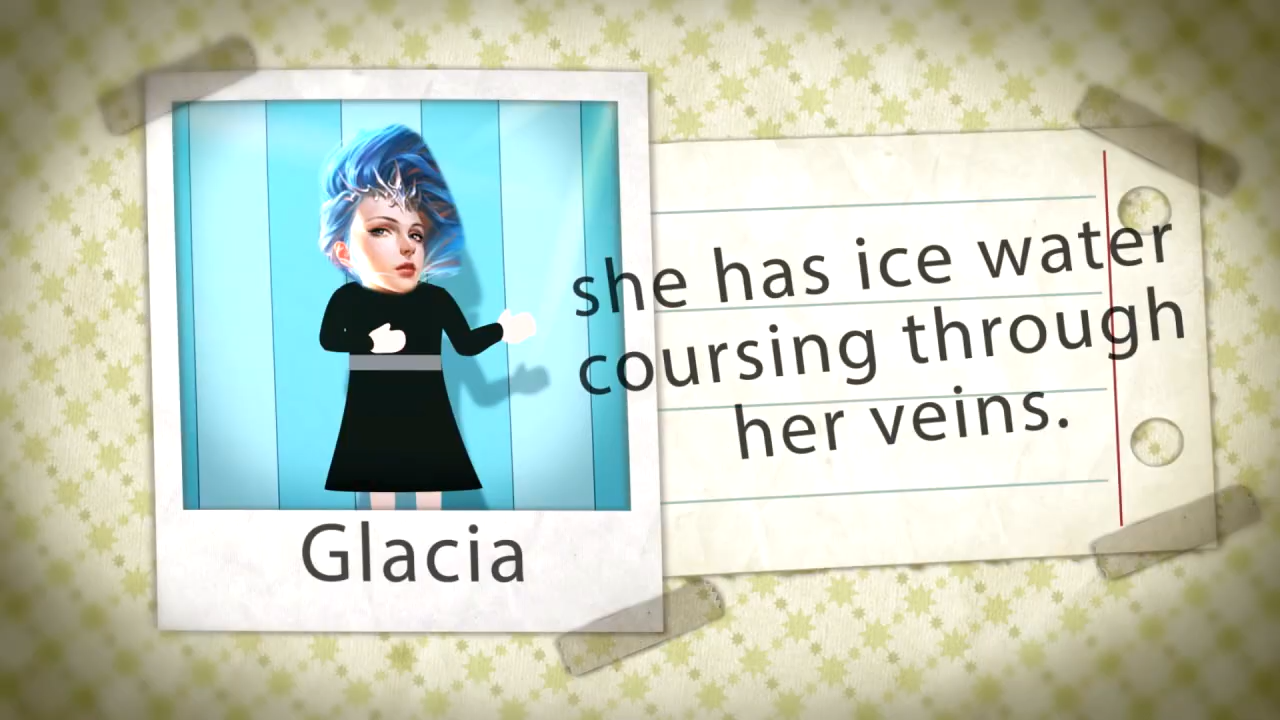 Glacia
she has ice water
coursing through
her veins.